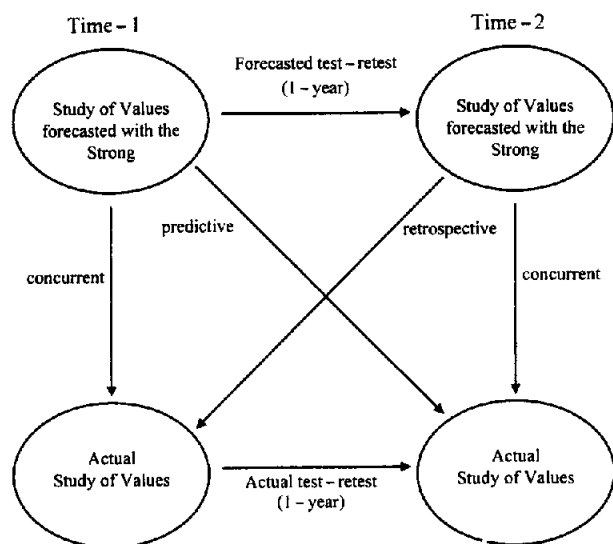 Time – 1
Time – 2
Forecasted test – retest
(1 – year)
Study of Values
forecasted with the
Strong
Study of Values
forecasted with the
Strong
predictive
retrospective
concurrent
concurrent
Actual
Study of Values
Actual
Study of Values
Actual test – retest
(1 – year)